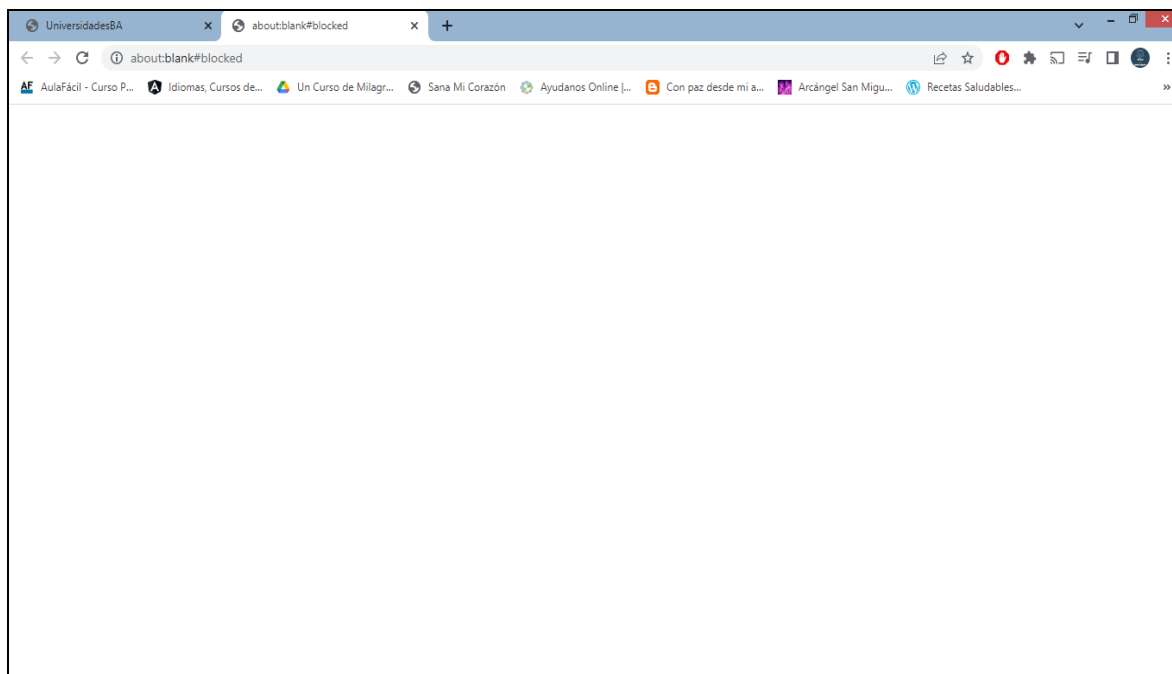 UniversidadesBA about:blank#blocked
about:blank#blocked
AF AulaFácil - Curso P... Idiomas, Cursos de... Un Curso de Milagr... Sana Mi Corazón Ayudanos Online |... Con paz desde mi a... Arcángel San Migu... Recetas Saludables... »